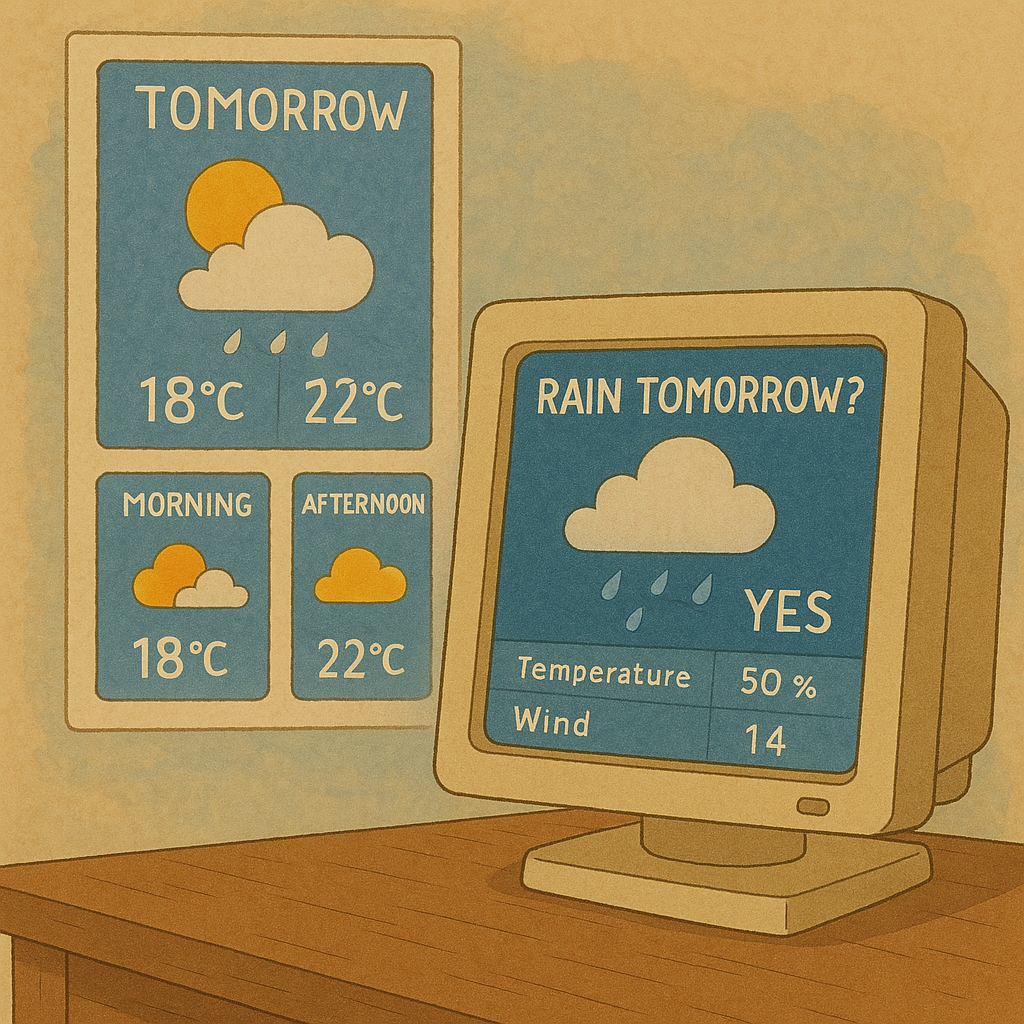 TOMORROW
18°C 22°C
MORNING
18°C
AFTERNOON
22°C
RAIN TOMORROW?
YES
Temperature 50 %
Wind 14